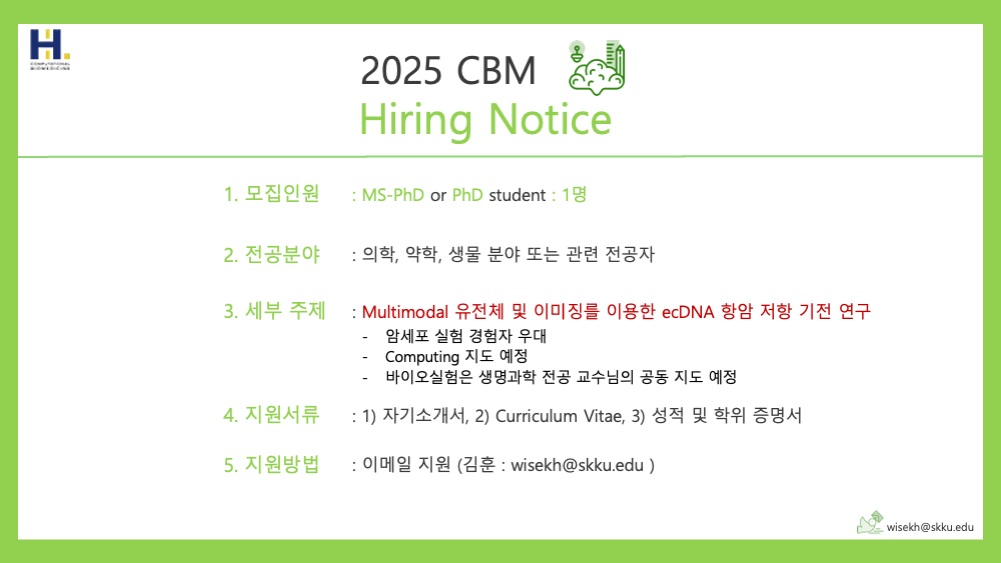 H.
COMPUTATIONAL
BIOMEDICINE
2025 CBM
Hiring Notice
1. 모집인원 : MS-PhD or PhD student : 1명
2. 전공분야 : 의학, 약학, 생물 분야 또는 관련 전공자
3. 세부 주제 : Multimodal 유전체 및 이미징를 이용한 ecDNA 항암 저항 기전 연구
- 암세포 실험 경험자 우대
- Computing 지도 예정
- 바이오실험은 생명과학 전공 교수님의 공동 지도 예정
4. 지원서류 : 1) 자기소개서, 2) Curriculum Vitae, 3) 성적 및 학위 증명서
5. 지원방법 : 이메일 지원 (김훈 : wisekh@skku.edu )
wisekh@skku.edu